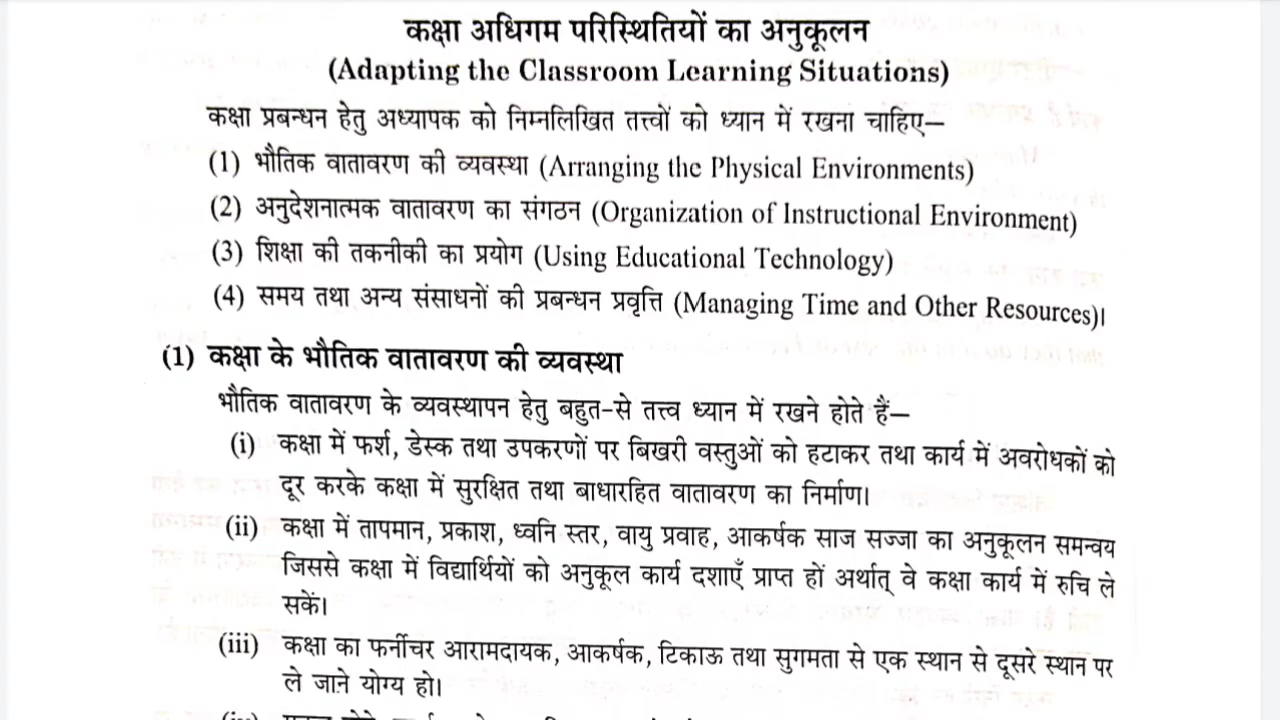 कक्षा अधिगम परिस्थितियों का अनुकूलन
(Adapting the Classroom Learning Situations)
कक्षा प्रबन्धन हेतु अध्यापक को निम्नलिखित तत्त्वों को ध्यान में रखना चाहिए—
(1) भौतिक वातावरण की व्यवस्था (Arranging the Physical Environments)
(2) अनुदेशनात्मक वातावरण का संगठन (Organization of Instructional Environment)
(3) शिक्षा की तकनीकी का प्रयोग (Using Educational Technology)
(4) समय तथा अन्य संसाधनों की प्रबन्धन प्रवृत्ति (Managing Time and Other Resources)।
(1) कक्षा के भौतिक वातावरण की व्यवस्था
भौतिक वातावरण के व्यवस्थापन हेतु बहुत-से तत्त्व ध्यान में रखने होते हैं—
(i) कक्षा में फर्श, डेस्क तथा उपकरणों पर बिखरी वस्तुओं को हटाकर तथा कार्य में अवरोधकों को
दूर करके कक्षा में सुरक्षित तथा बाधारहित वातावरण का निर्माण।
(ii) कक्षा में तापमान, प्रकाश, ध्वनि स्तर, वायु प्रवाह, आकर्षक साज सज्जा का अनुकूलन समन्वय
जिससे कक्षा में विद्यार्थियों को अनुकूल कार्य दशाएँ प्राप्त हों अर्थात् वे कक्षा कार्य में रुचि ले
सकें।
(iii) कक्षा का फर्नीचर आरामदायक, आकर्षक, टिकाऊ तथा सुगमता से एक स्थान से दूसरे स्थान पर
ले जाने योग्य हो।